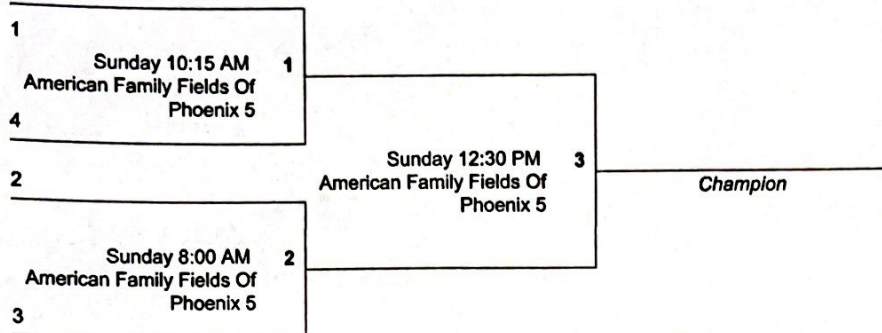 1
Sunday 10:15 AM 1
American Family Fields Of
Phoenix 5
4
Sunday 12:30 PM 3
American Family Fields Of
Phoenix 5
Champion
2
Sunday 8:00 AM 2
American Family Fields Of
Phoenix 5
3